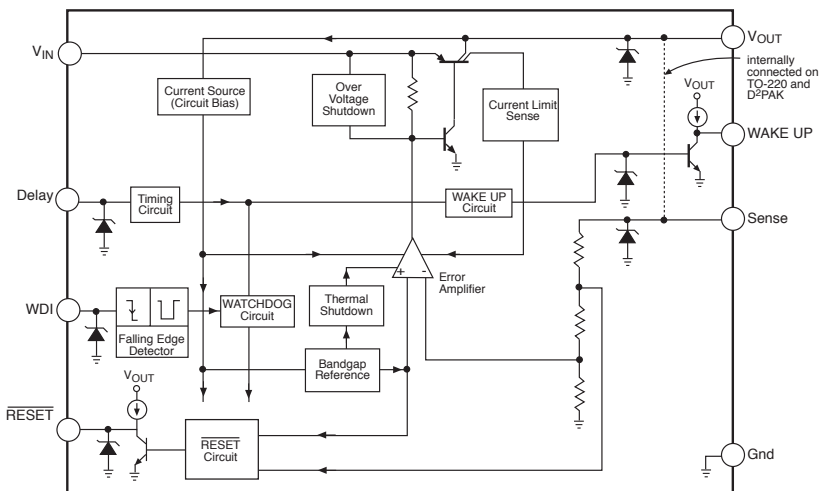 VIN
VOUT
Current Source
(Circuit Bias)
Over
Voltage
Shutdown
Current Limit
Sense
internally
connected on
TO-220 and
D2PAK
VOUT
WAKE UP
Delay
Timing
Circuit
WAKE UP
Circuit
Sense
+ -
Error
Amplifier
WDI
Falling Edge
Detector
WATCHDOG
Circuit
Thermal
Shutdown
Bandgap
Reference
VOUT
RESET
RESET
Circuit
Gnd